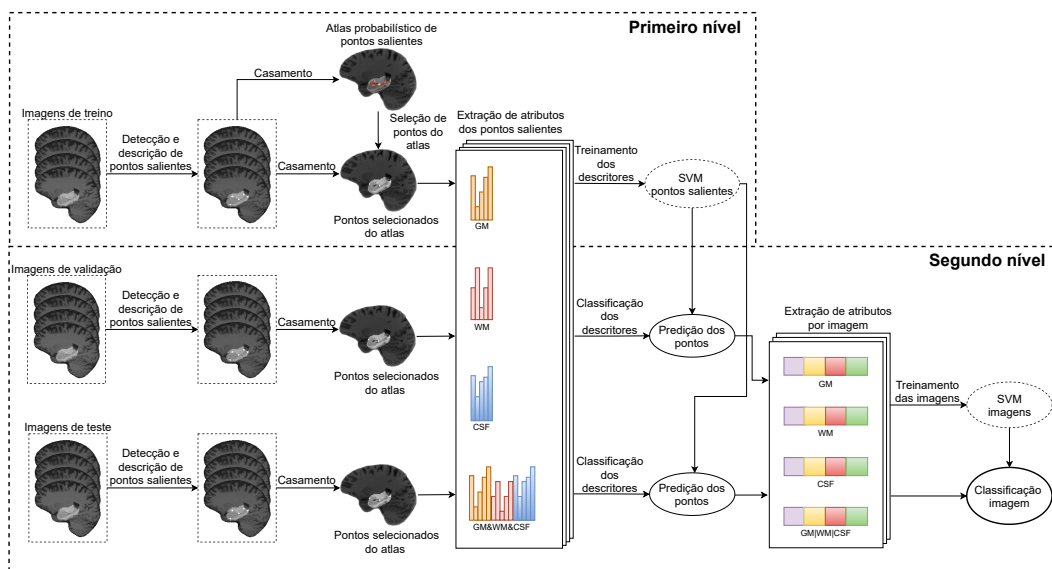 Primeiro nível
Atlas probabilístico de
pontos salientes
Casamento
Imagens de treino
Detecção e
descrição de
pontos salientes
Casamento
Seleção de
pontos do
atlas
Pontos selecionados
do atlas
Extração de atributos
dos pontos salientes
GM
WM
CSF
GM&WM&CSF
Treinamento
dos
descritores
SVM
pontos salientes
Segundo nível
Imagens de validação
Detecção e
descrição de
pontos salientes
Casamento
Pontos selecionados
do atlas
Classificação
dos
descritores
Predição dos
pontos
Extração de atributos
por imagem
GM
WM
CSF
GM|WM|CSF
Treinamento
das imagens
SVM
imagens
Imagens de teste
Detecção e
descrição de
pontos salientes
Casamento
Pontos selecionados
do atlas
Classificação
dos
descritores
Predição dos
pontos
Classificação
imagem